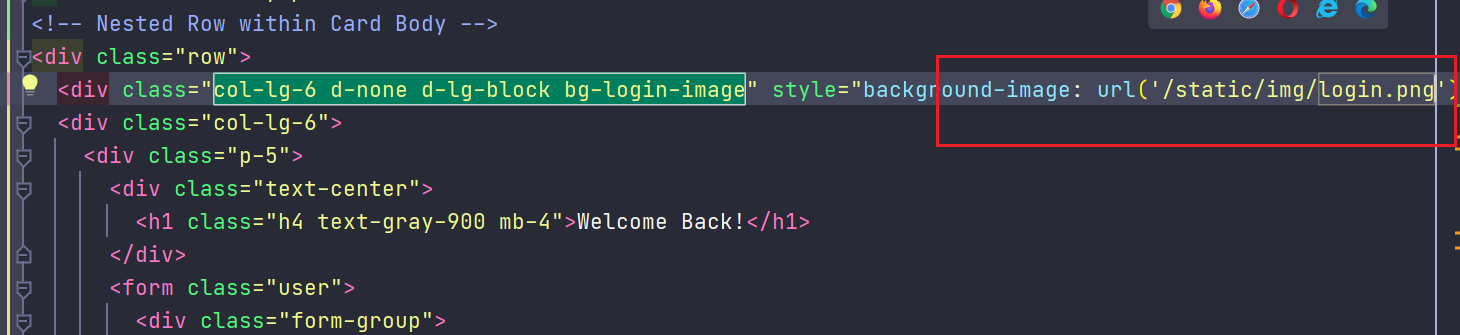 <!-- Nested Row within Card Body -->
<div class="row">
<div class="col-lg-6 d-none d-lg-block bg-login-image" style="background-image: url('/static/img/login.png')
<div class="col-lg-6">
<div class="p-5">
<div class="text-center">
<h1 class="h4 text-gray-900 mb-4">Welcome Back!</h1>
</div>
<form class="user">
<div class="form-group">